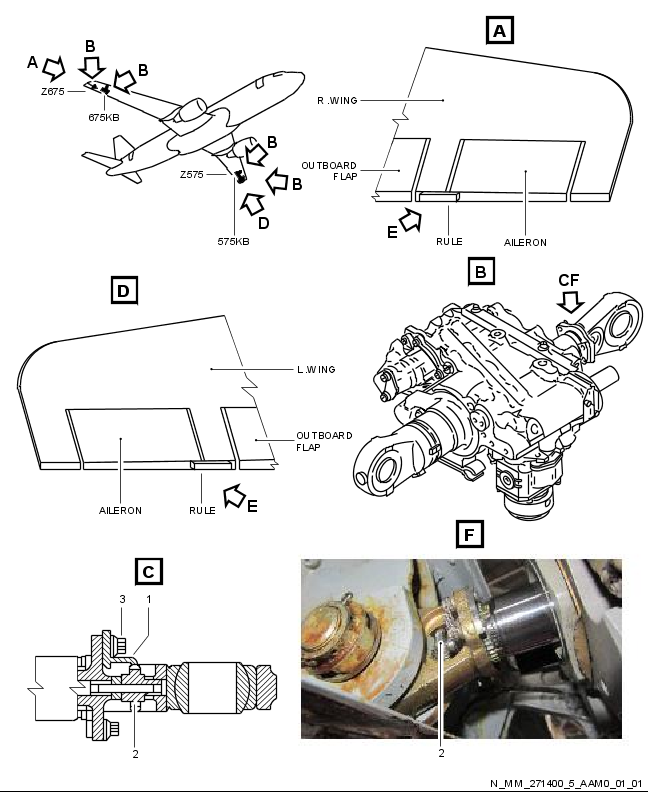 A
B
B
Z675
675KB
Z575
B
B
D
575KB
A
R.WING
OUTBOARD
FLAP
E
RULE
AILERON
D
L.WING
OUTBOARD
FLAP
AILERON
RULE
E
B
CF
C
3
1
2
F
2
N_MM_271400_5_AAM0_01_01